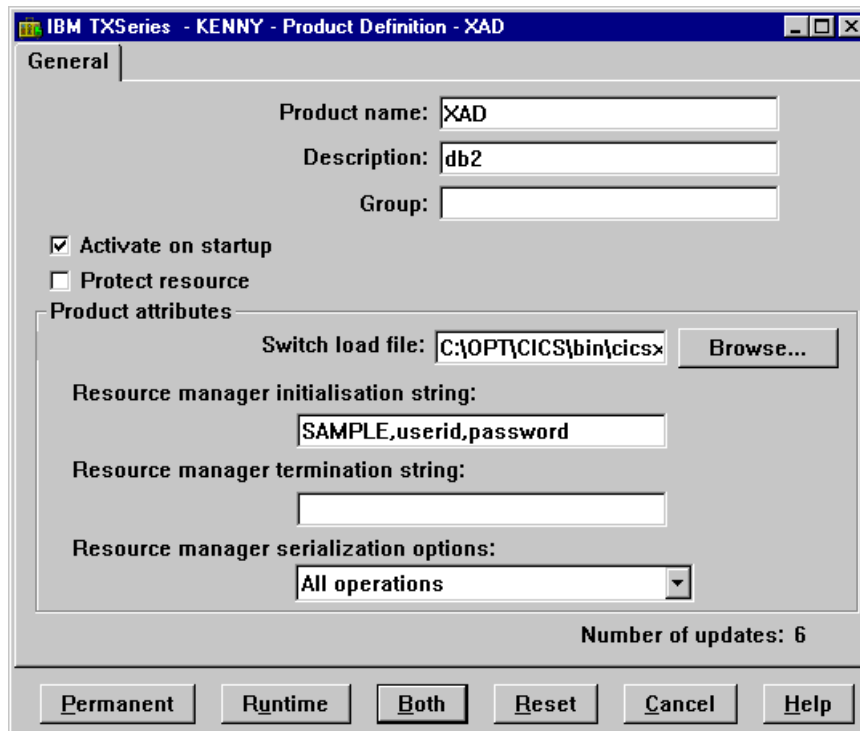 IBM TXSeries - KENNY - Product Definition - XAD
General
Product name: XAD
Description: db2
Group:
Activate on startup
Protect resource
Product attributes
Switch load file: C:\OPT\CICS\bin\cicsx Browse...
Resource manager initialisation string:
SAMPLE,userid,password
Resource manager termination string:
Resource manager serialization options:
All operations
Number of updates: 6
Permanent Runtime Both Reset Cancel Help